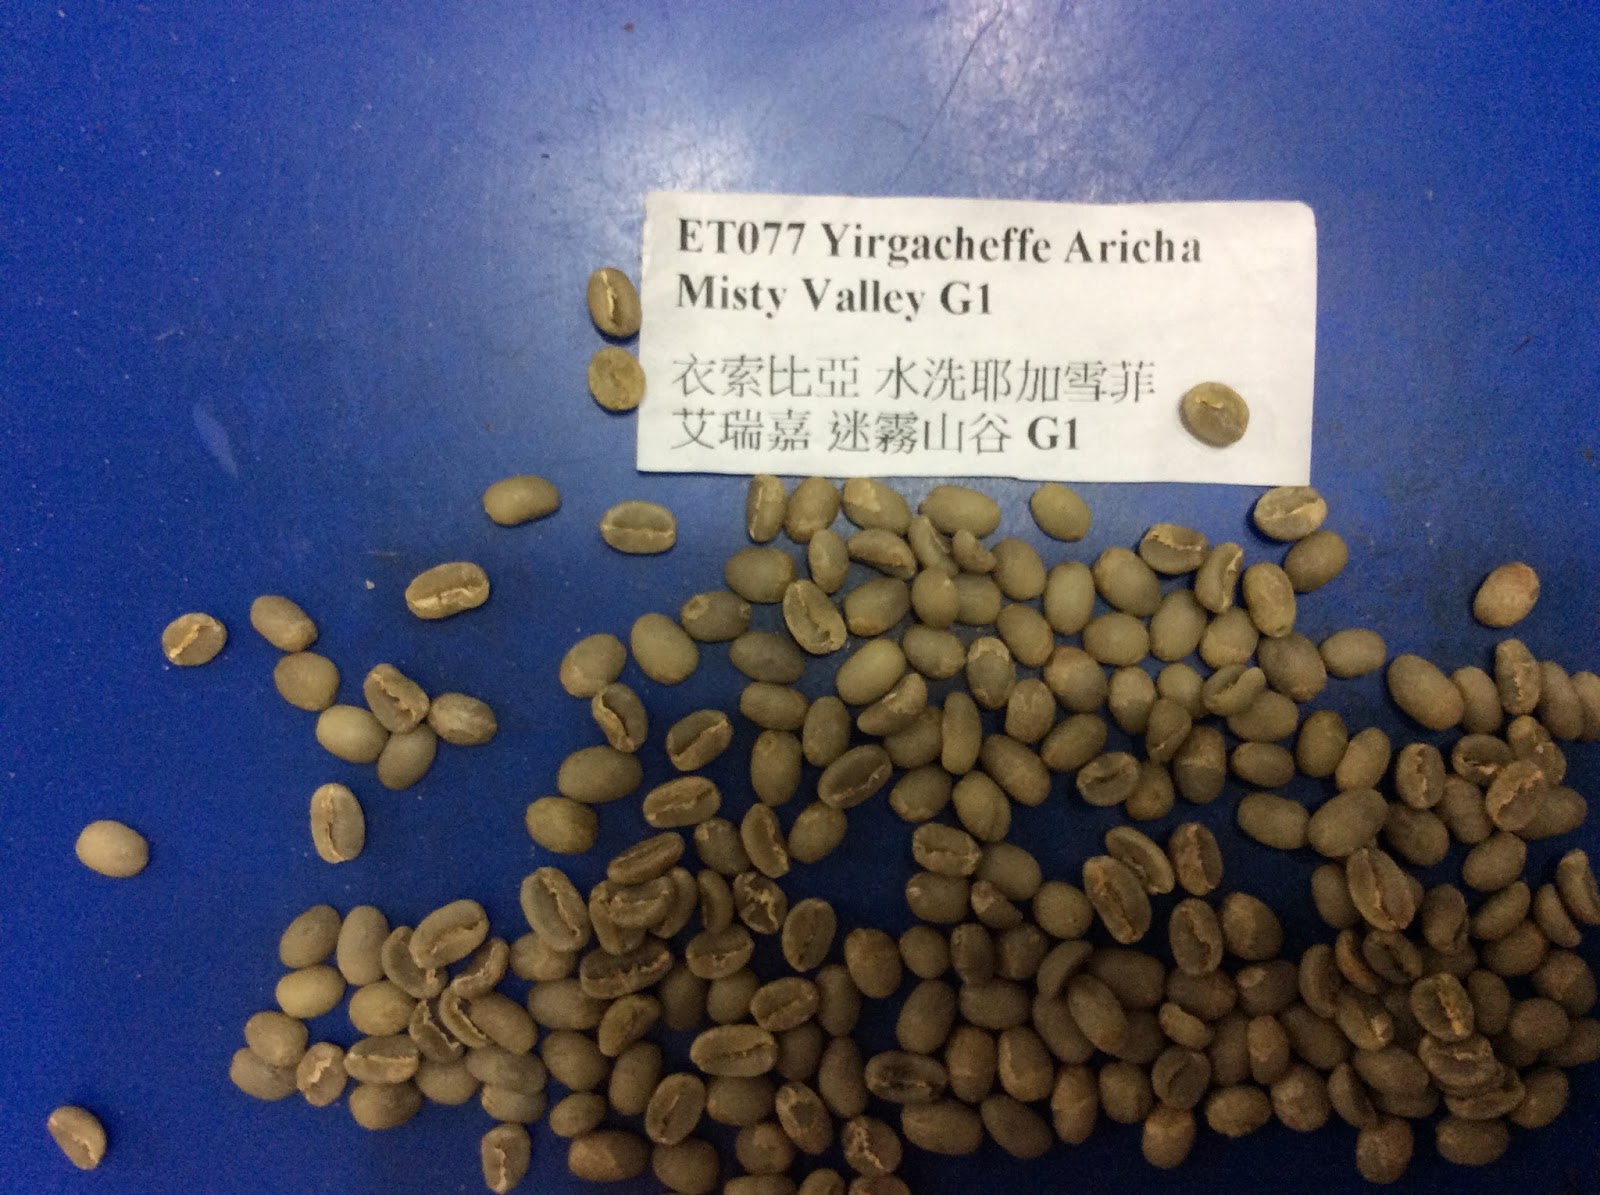 ET077 Yirgacheffe Aricha
Misty Valley G1
衣索比亞 水洗耶加雪菲
艾瑞嘉 迷霧山谷 G1